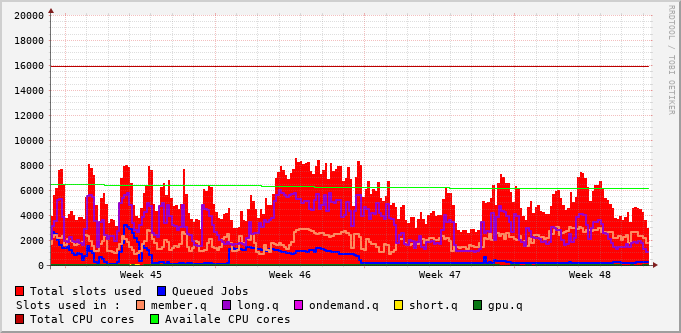 RRDTOOL / TOBI OETIKER
20000
18000
16000
14000
12000
10000
8000
6000
4000
2000
0
Week 45 Week 46 Week 47 Week 48
Total slots used Queued Jobs
Slots used in : member.q long.q ondemand.q short.q gpu.q
Total CPU cores Availale CPU cores